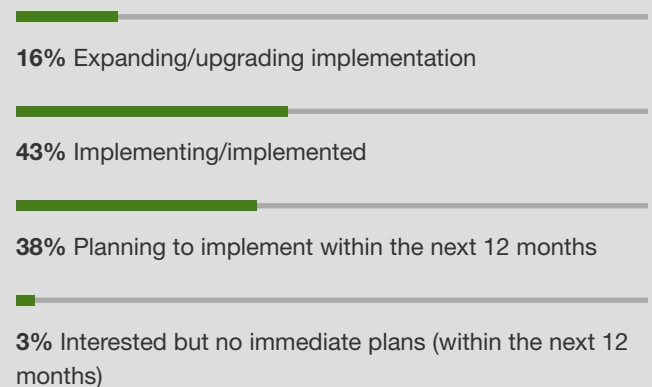 16% Expanding/upgrading implementation
43% Implementing/implemented
38% Planning to implement within the next 12 months
3% Interested but no immediate plans (within the next 12
months)